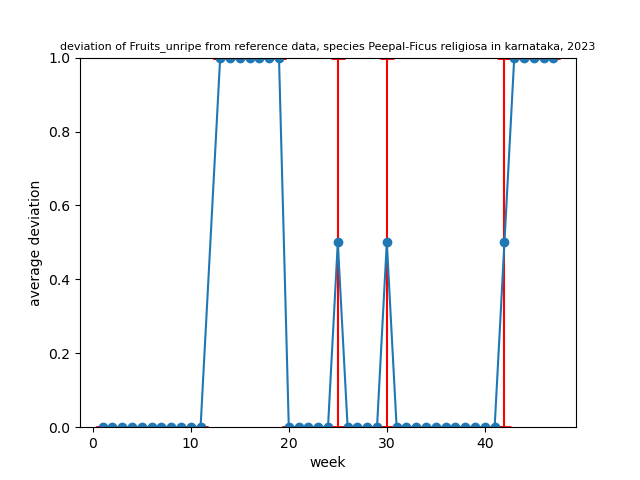 deviation of Fruits_unripe from reference data, species Peepal-Ficus religiosa in karnataka, 2023
1.0
0.8
0.6
0.4
0.2
0.0
average deviation
0 10 20 30 40
week